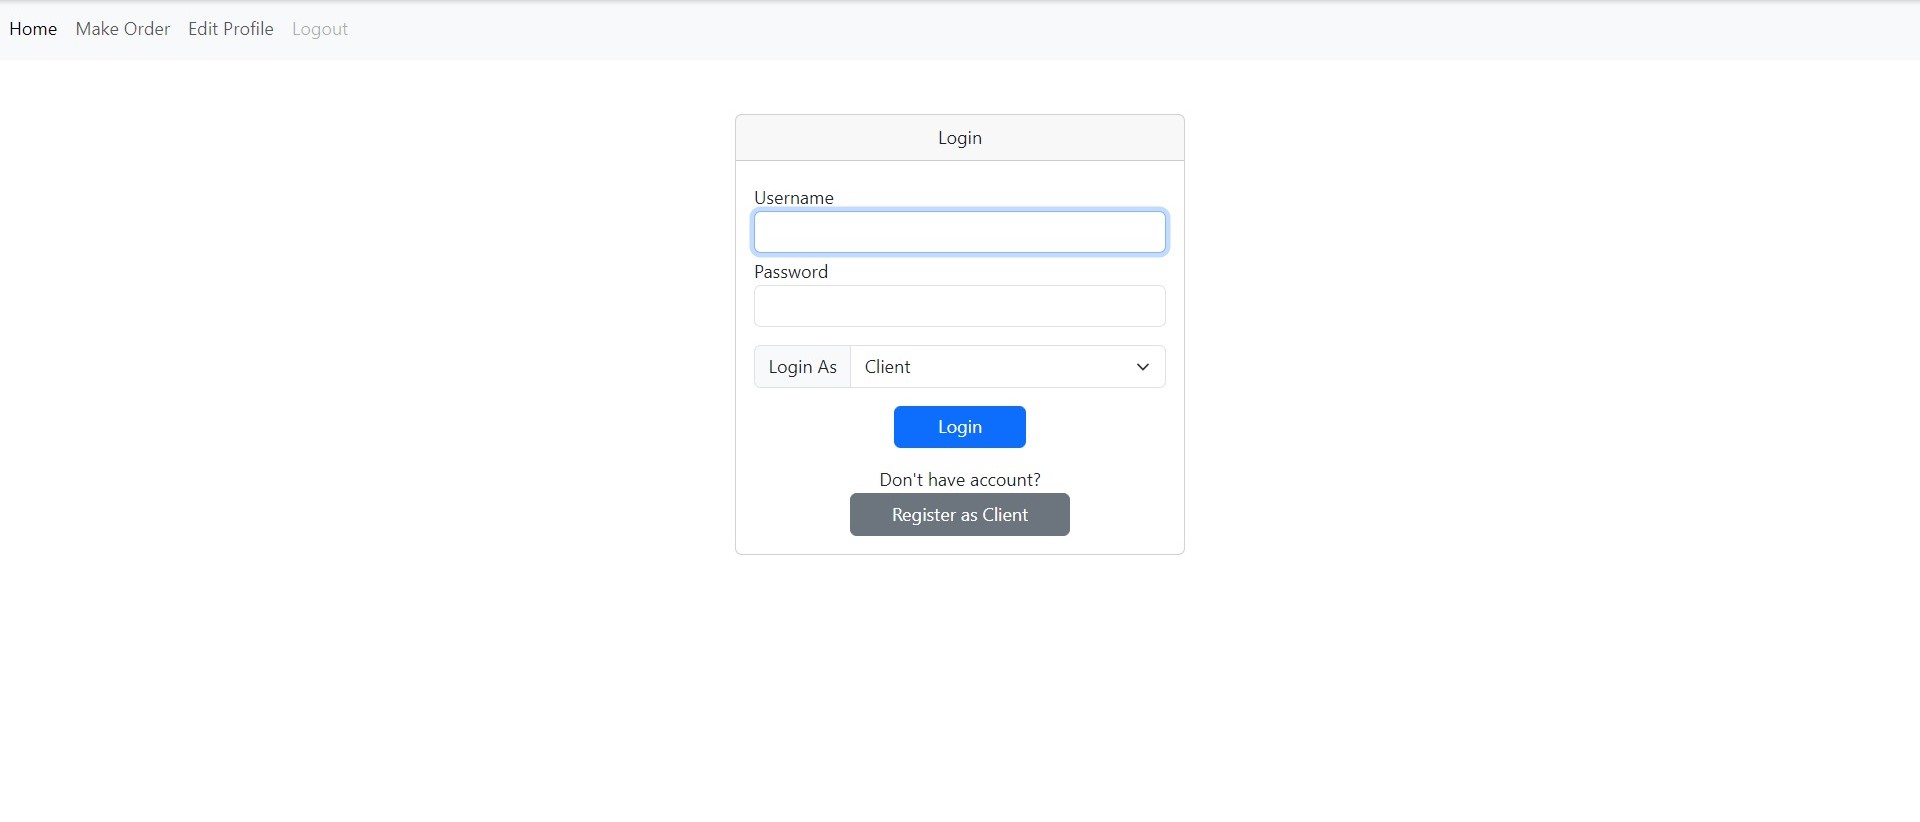 Home Make Order Edit Profile Logout
Login
Username
Password
Login As Client
Login
Don't have account?
Register as Client